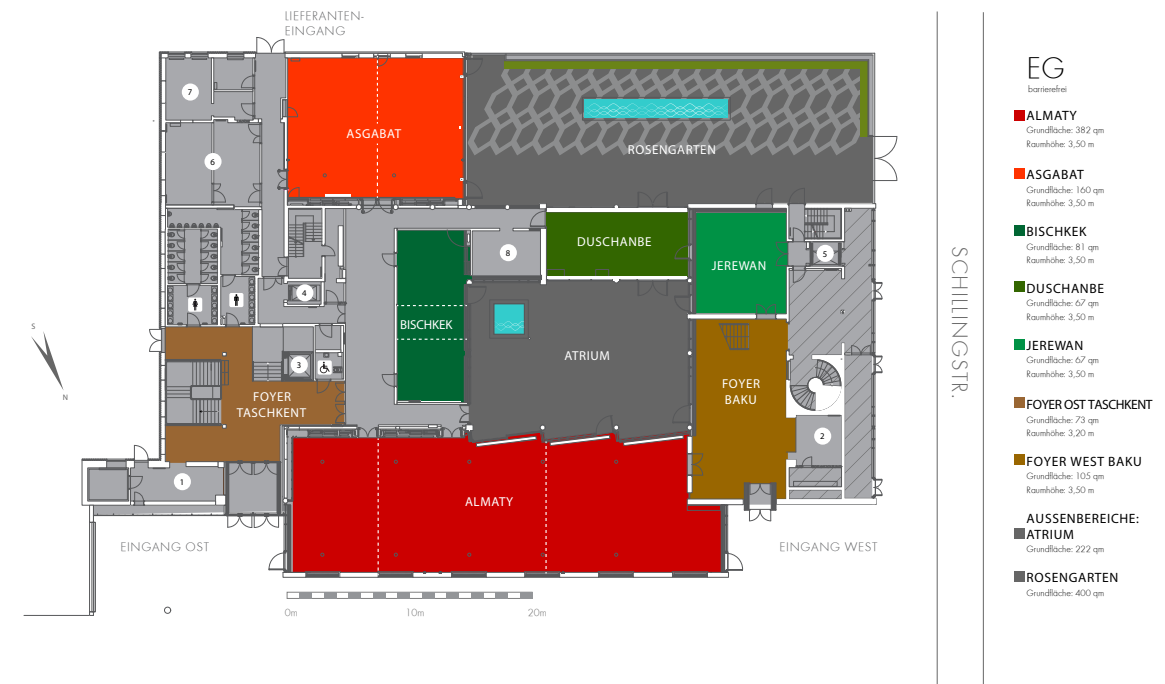 LIEFERANTEN-
EINGANG
7
6
ASGABAT
ROSENGARTEN
8
DUSCHANBE
JEREWAN
5
4
BISCHKEK
ATRIUM
3
FOYER
TASCHKENT
FOYER
BAKU
2
1
ALMATY
S
N
EINGANG OST
EINGANG WEST
0m
10m
20m
SCHILLINGSTR.
EG
barrierefrei
ALMATY
Grundfläche: 382 qm
Raumhöhe: 3,50 m
ASGABAT
Grundfläche: 160 qm
Raumhöhe: 3,50 m
BISCHKEK
Grundfläche: 81 qm
Raumhöhe: 3,50 m
DUSCHANBE
Grundfläche: 67 qm
Raumhöhe: 3,50 m
JEREWAN
Grundfläche: 67 qm
Raumhöhe: 3,50 m
FOYER OST TASCHKENT
Grundfläche: 73 qm
Raumhöhe: 3,20 m
FOYER WEST BAKU
Grundfläche: 105 qm
Raumhöhe: 3,50 m
AUSSENBEREICHE:
ATRIUM
Grundfläche: 222 qm
ROSENGARTEN
Grundfläche: 400 qm